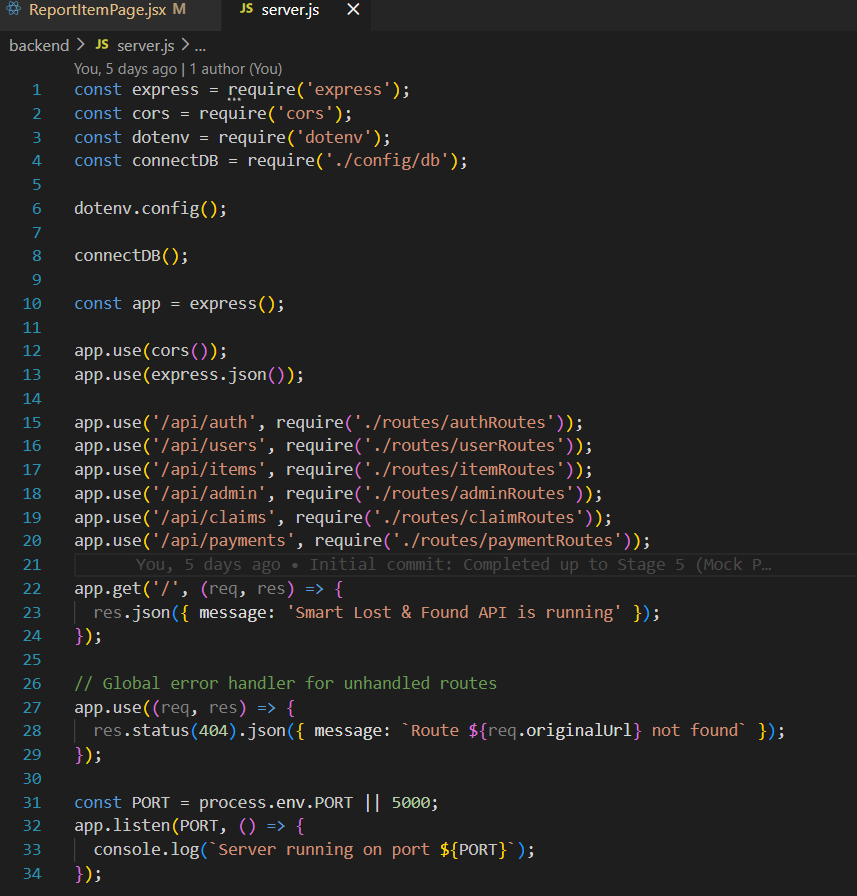 ReportItemPage.jsx M JS server.js ×
backend > JS server.js > ...
You, 5 days ago | 1 author (You)
1 const express = require('express');
2 const cors = require('cors');
3 const dotenv = require('dotenv');
4 const connectDB = require('./config/db');
5
6 dotenv.config();
7
8 connectDB();
9
10 const app = express();
11
12 app.use(cors());
13 app.use(express.json());
14
15 app.use('/api/auth', require('./routes/authRoutes'));
16 app.use('/api/users', require('./routes/userRoutes'));
17 app.use('/api/items', require('./routes/itemRoutes'));
18 app.use('/api/admin', require('./routes/adminRoutes'));
19 app.use('/api/claims', require('./routes/claimRoutes'));
20 app.use('/api/payments', require('./routes/paymentRoutes'));
21 You, 5 days ago • Initial commit: Completed up to Stage 5 (Mock P…
22 app.get('/', (req, res) => {
23 res.json({ message: 'Smart Lost & Found API is running' });
24 });
25
26 // Global error handler for unhandled routes
27 app.use((req, res) => {
28 res.status(404).json({ message: `Route ${req.originalUrl} not found` });
29 });
30
31 const PORT = process.env.PORT || 5000;
32 app.listen(PORT, () => {
33 console.log(`Server running on port ${PORT}`);
34 });